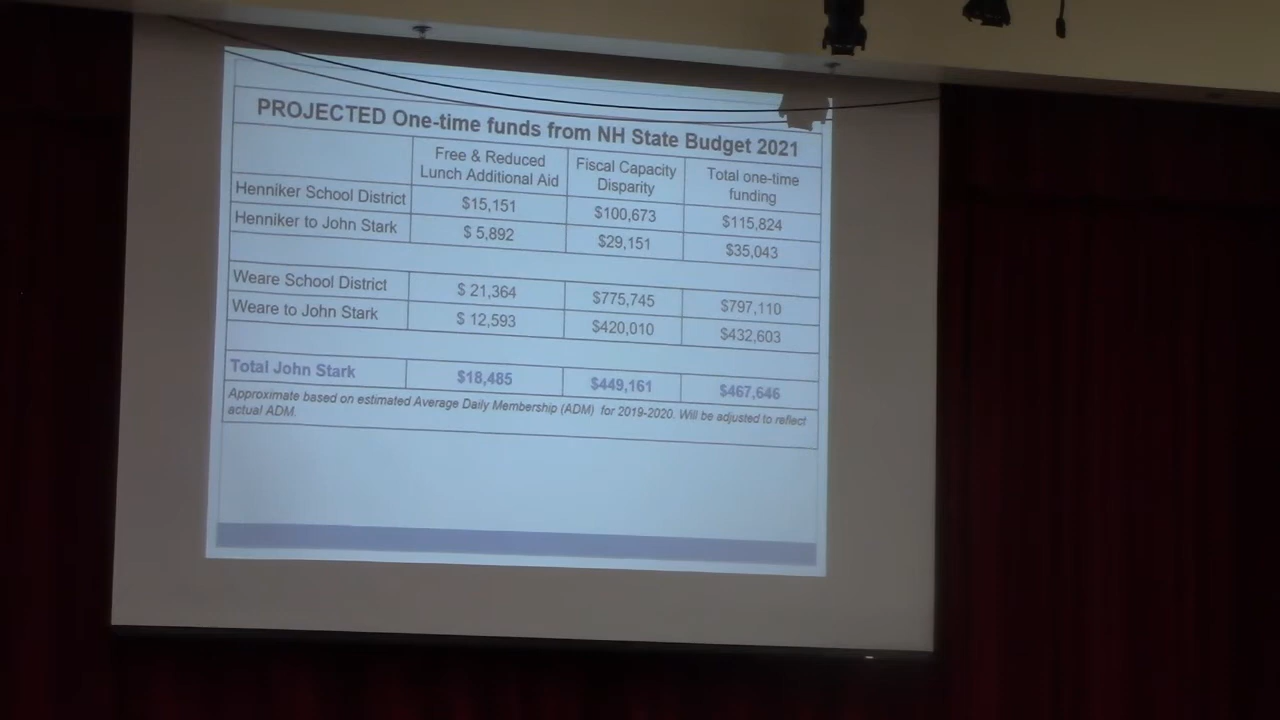 PROJECTED One-time funds from NH State Budget 2021
Free & Reduced Lunch Additional Aid Fiscal Capacity Disparity Total one-time funding
Henniker School District $15,151 $100,673 $115,824
Henniker to John Stark $ 5,892 $29,151 $35,043
Weare School District $ 21,364 $775,745 $797,110
Weare to John Stark $ 12,593 $420,010 $432,603
Total John Stark $18,485 $449,161 $467,646
Approximate based on estimated Average Daily Membership (ADM) for 2019-2020. Will be adjusted to reflect
actual ADM.